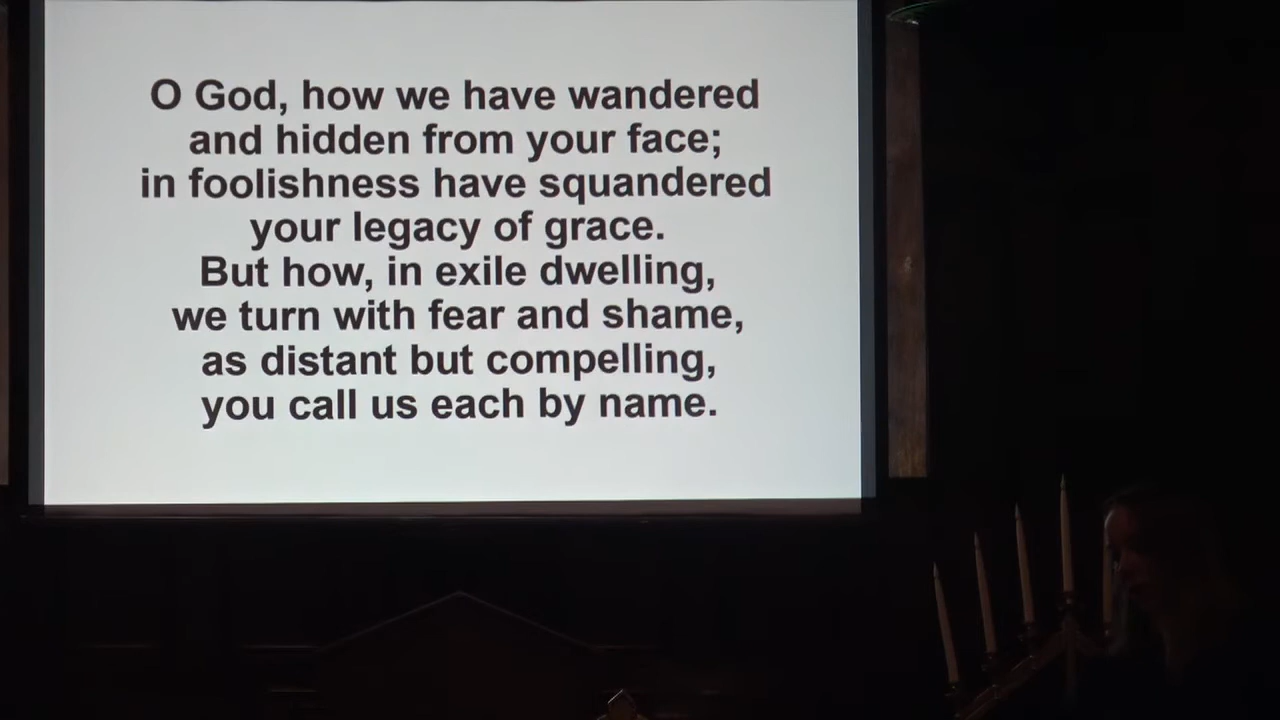 O God, how we have wandered
and hidden from your face;
in foolishness have squandered
your legacy of grace.
But how, in exile dwelling,
we turn with fear and shame,
as distant but compelling,
you call us each by name.